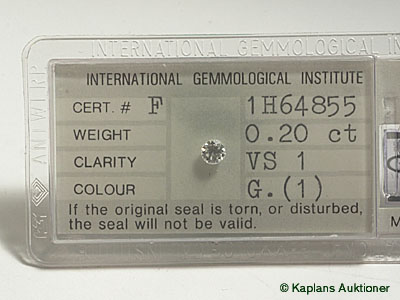 INTERNATIONAL GEMMOLOGICAL IN
ANTWERP
INTERNATIONAL GEMMOLOGICAL INSTITUTE
CERT. # F 1H64855
WEIGHT 0.20 ct
CLARITY VS 1
COLOUR G.(1)
If the original seal is torn, or disturbed,
the seal will not be valid.
M
© Kaplans Auktioner